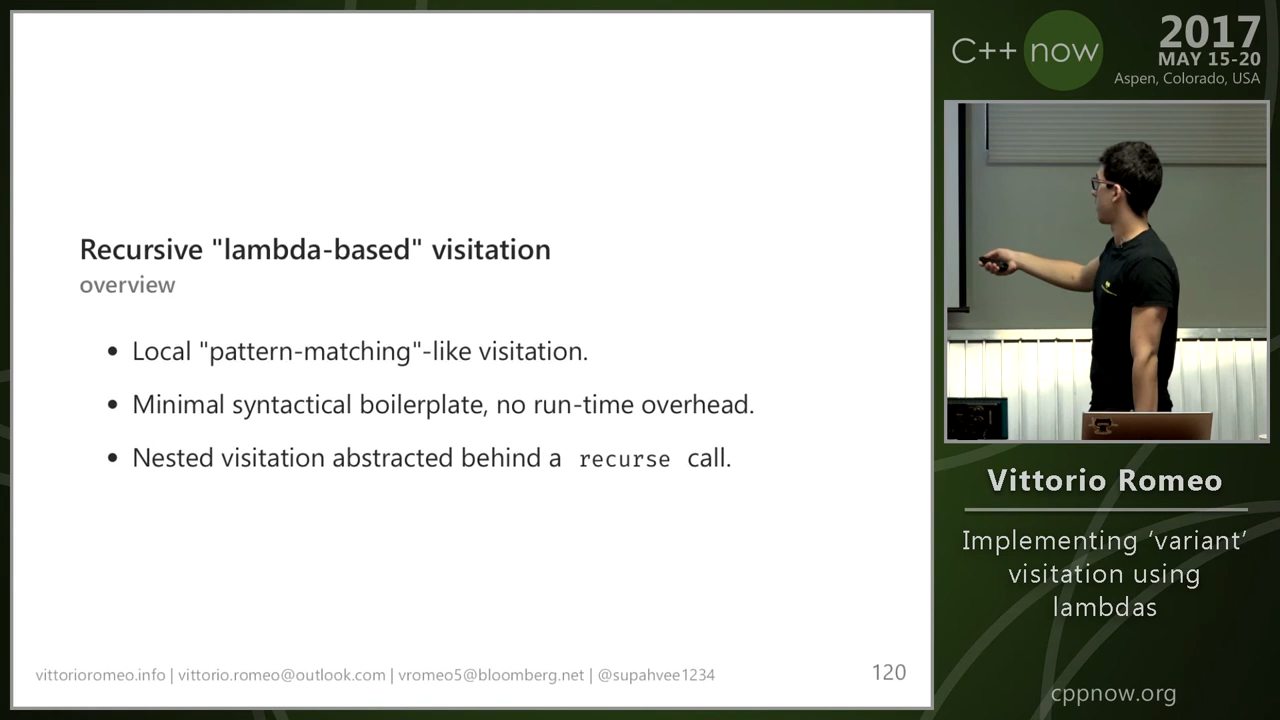 Recursive "lambda-based" visitation
overview
• Local "pattern-matching"-like visitation.
• Minimal syntactical boilerplate, no run-time overhead.
• Nested visitation abstracted behind a recurse call.
vittorioromeo.info | vittorio.romeo@outlook.com | vromeo5@bloomberg.net | @supahvee1234
120
C++ now
2017
MAY 15-20
Aspen, Colorado, USA
Vittorio Romeo
Implementing ‘variant’
visitation using
lambdas
cppnow.org